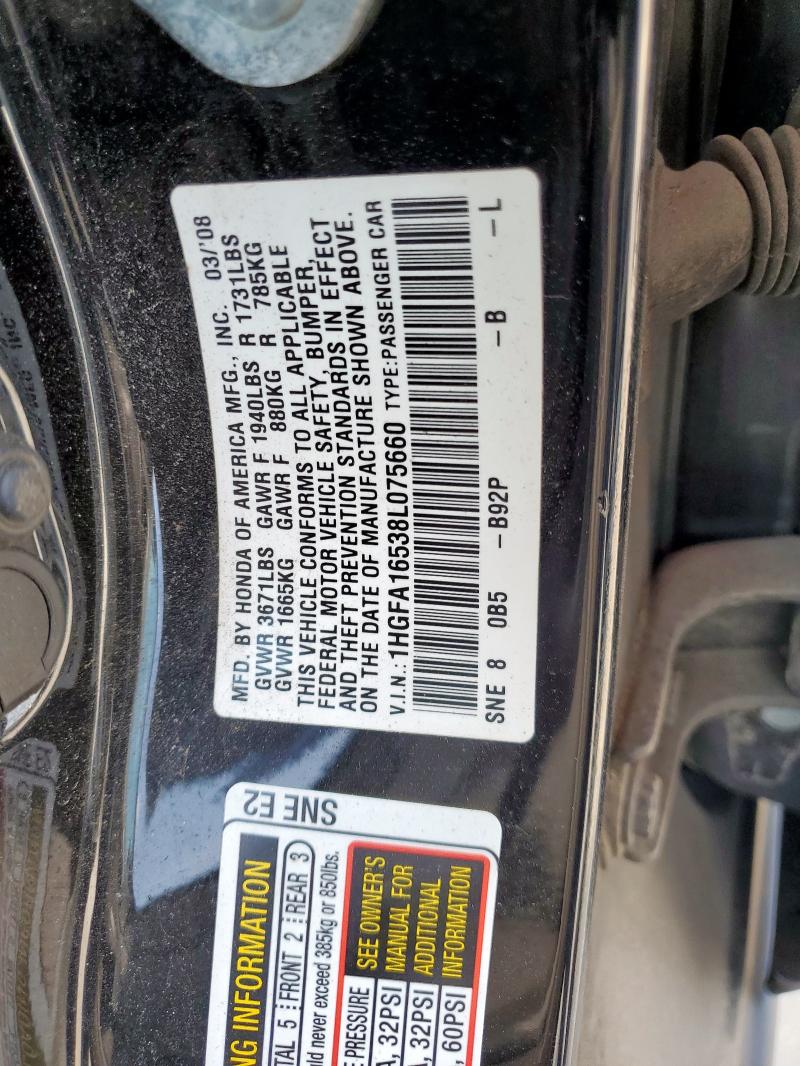 MFD. BY HONDA OF AMERICA MFG., INC. 03/'08
GVWR 3671LBS GAWR F 1940LBS R 1731LBS
GVWR 1665KG GAWR F 880KG R 785KG
THIS VEHICLE CONFORMS TO ALL APPLICABLE
FEDERAL MOTOR VEHICLE SAFETY, BUMPER,
AND THEFT PREVENTION STANDARDS IN EFFECT
ON THE DATE OF MANUFACTURE SHOWN ABOVE.
V.I.N.: 1HGFA16538L075660 TYPE:PASSENGER CAR
SNE 8 0B5 -B92P -B -L
SNE E2
NG INFORMATION
TAL 5 FRONT 2 REAR 3
uld never exceed 385kg or 850lbs.
E PRESSURE
A, 32PSI
A, 32PSI
, 60PSI
SEE OWNER'S
MANUAL FOR
ADDITIONAL
INFORMATION